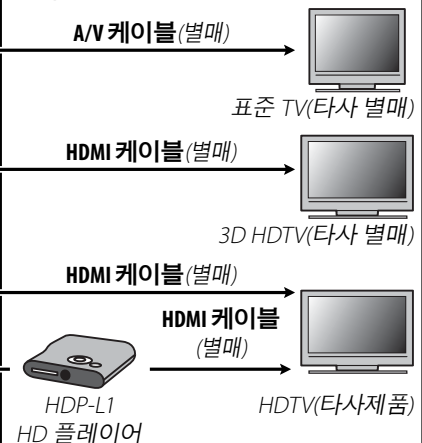 A/V 케이블(별매)
표준 TV(타사 별매)
HDMI 케이블(별매)
3D HDTV(타사 별매)
HDMI 케이블(별매)
HDMI 케이블
(별매)
HDP-L1
HD 플레이어
HDTV(타사제품)